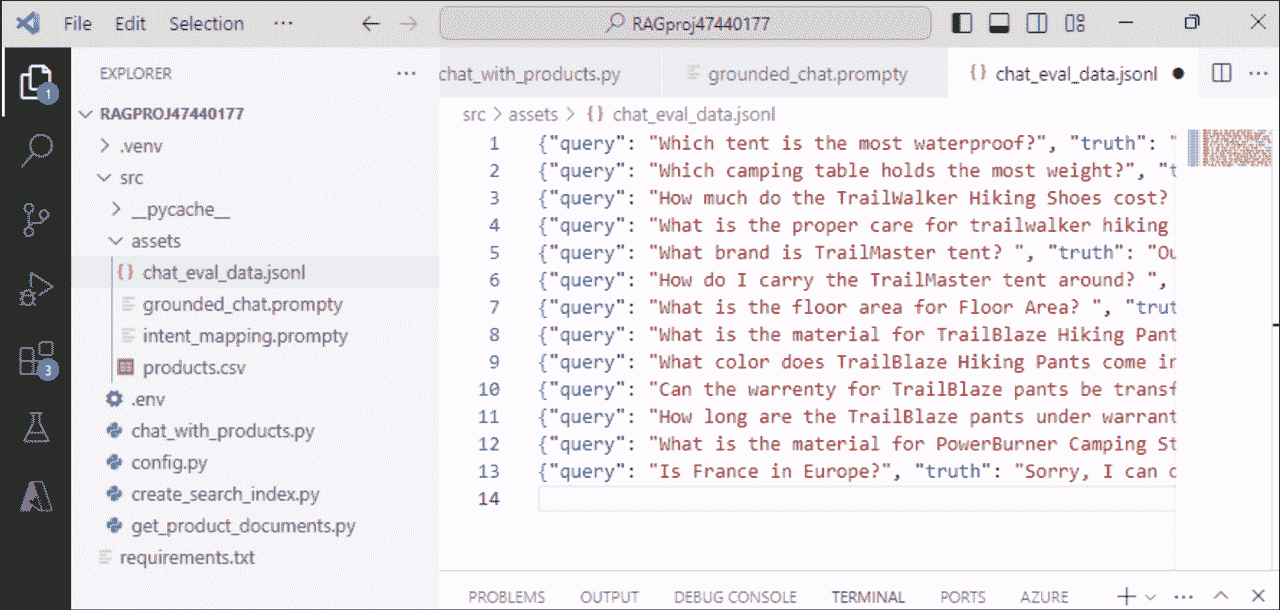 File Edit Selection ··· RAGproj47440177
EXPLORER ···
RAGPROJ47440177
.venv
src
__pycache__
assets
chat_eval_data.jsonl
grounded_chat.prompty
intent_mapping.prompty
products.csv
.env
chat_with_products.py
config.py
create_search_index.py
get_product_documents.py
requirements.txt
1
3
chat_with_products.py grounded_chat.prompty {} chat_eval_data.jsonl ● ···
src > assets > {} chat_eval_data.jsonl
1 {"query": "Which tent is the most waterproof?", "truth": "
2 {"query": "Which camping table holds the most weight?", "t
3 {"query": "How much do the TrailWalker Hiking Shoes cost?
4 {"query": "What is the proper care for trailwalker hiking
5 {"query": "What brand is TrailMaster tent? ", "truth": "Ou
6 {"query": "How do I carry the TrailMaster tent around? ",
7 {"query": "What is the floor area for Floor Area? ", "trut
8 {"query": "What is the material for TrailBlaze Hiking Pant
9 {"query": "What color does TrailBlaze Hiking Pants come in
10 {"query": "Can the warrenty for TrailBlaze pants be transf
11 {"query": "How long are the TrailBlaze pants under warrant
12 {"query": "What is the material for PowerBurner Camping St
13 {"query": "Is France in Europe?", "truth": "Sorry, I can o
14
PROBLEMS OUTPUT DEBUG CONSOLE TERMINAL PORTS AZURE ···